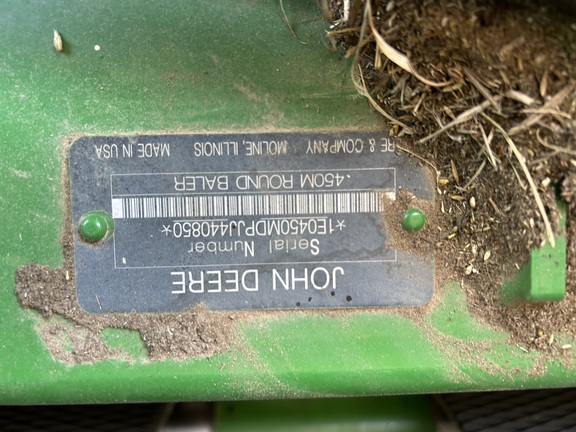 JOHN DEERE
Serial Number
*1E0450MDPJJ440850*
.450M ROUND BALER
RE & COMPANY MOLINE, ILLINOIS MADE IN USA